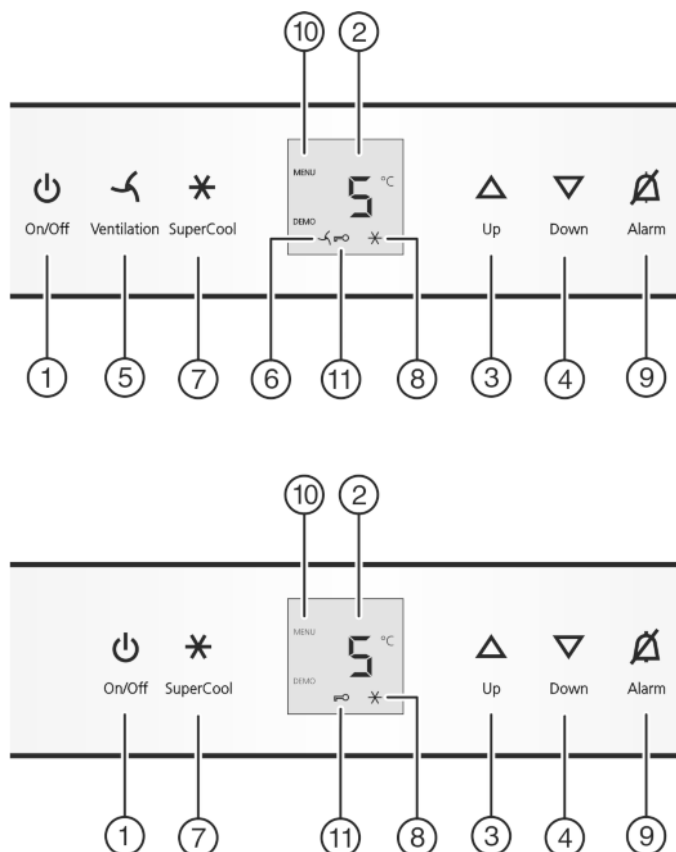 10 2
MENU
5 °C
On/Off Ventilation SuperCool
DEMO
Up Down Alarm
1 5 7 6 11 8 3 4 9
10 2
MENU
5 °C
On/Off SuperCool
DEMO
Up Down Alarm
1 7 11 8 3 4 9